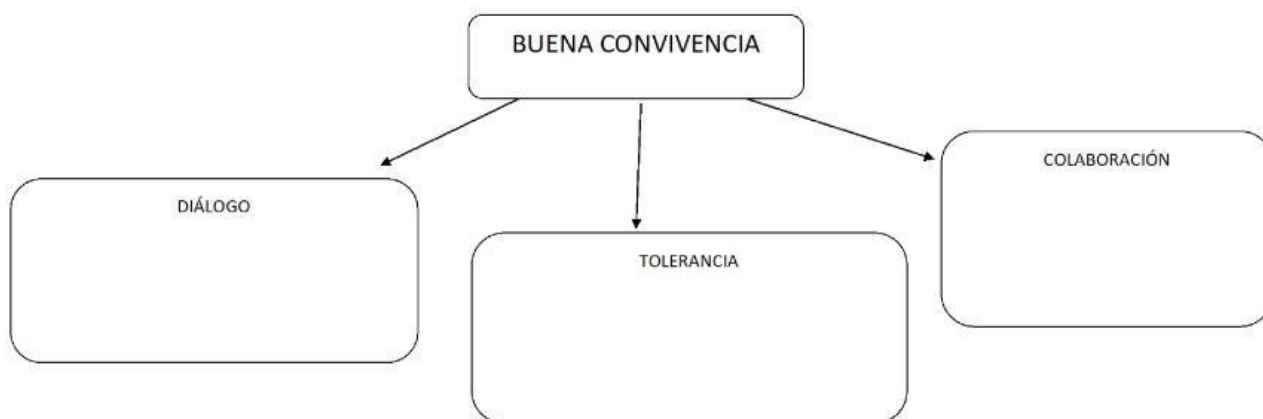 BUENA CONVIVENCIA
DIÁLOGO
TOLERANCIA
COLABORACIÓN